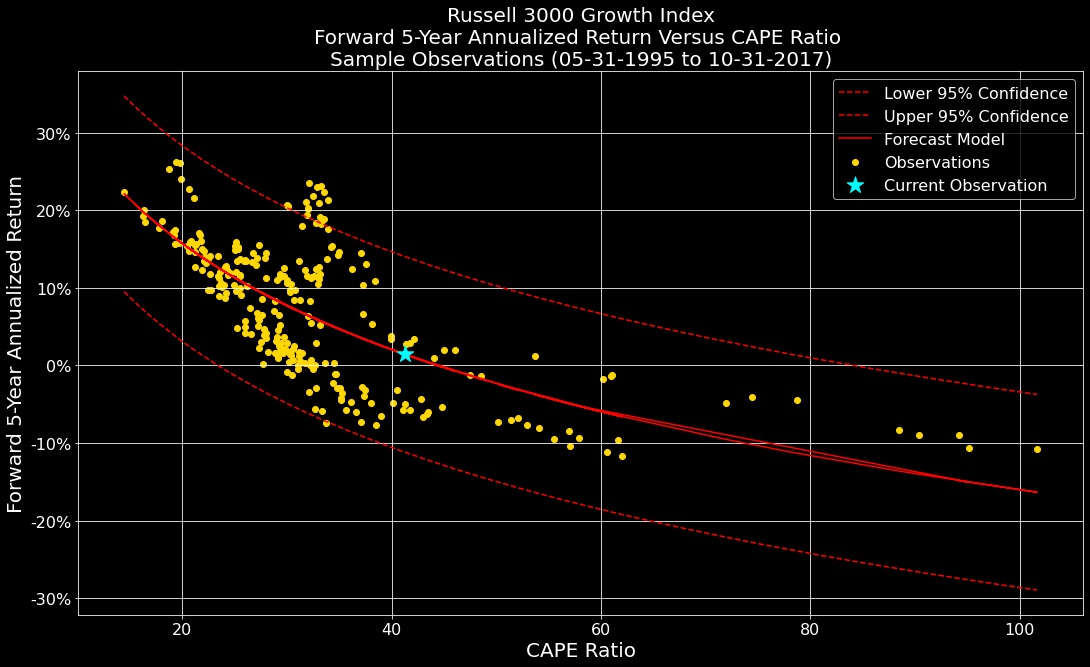 Russell 3000 Growth Index
Forward 5-Year Annualized Return Versus CAPE Ratio
Sample Observations (05-31-1995 to 10-31-2017)
Lower 95% Confidence
Upper 95% Confidence
Forecast Model
Observations
Current Observation
Forward 5-Year Annualized Return
30%
20%
10%
0%
-10%
-20%
-30%
20 40 60 80 100
CAPE Ratio